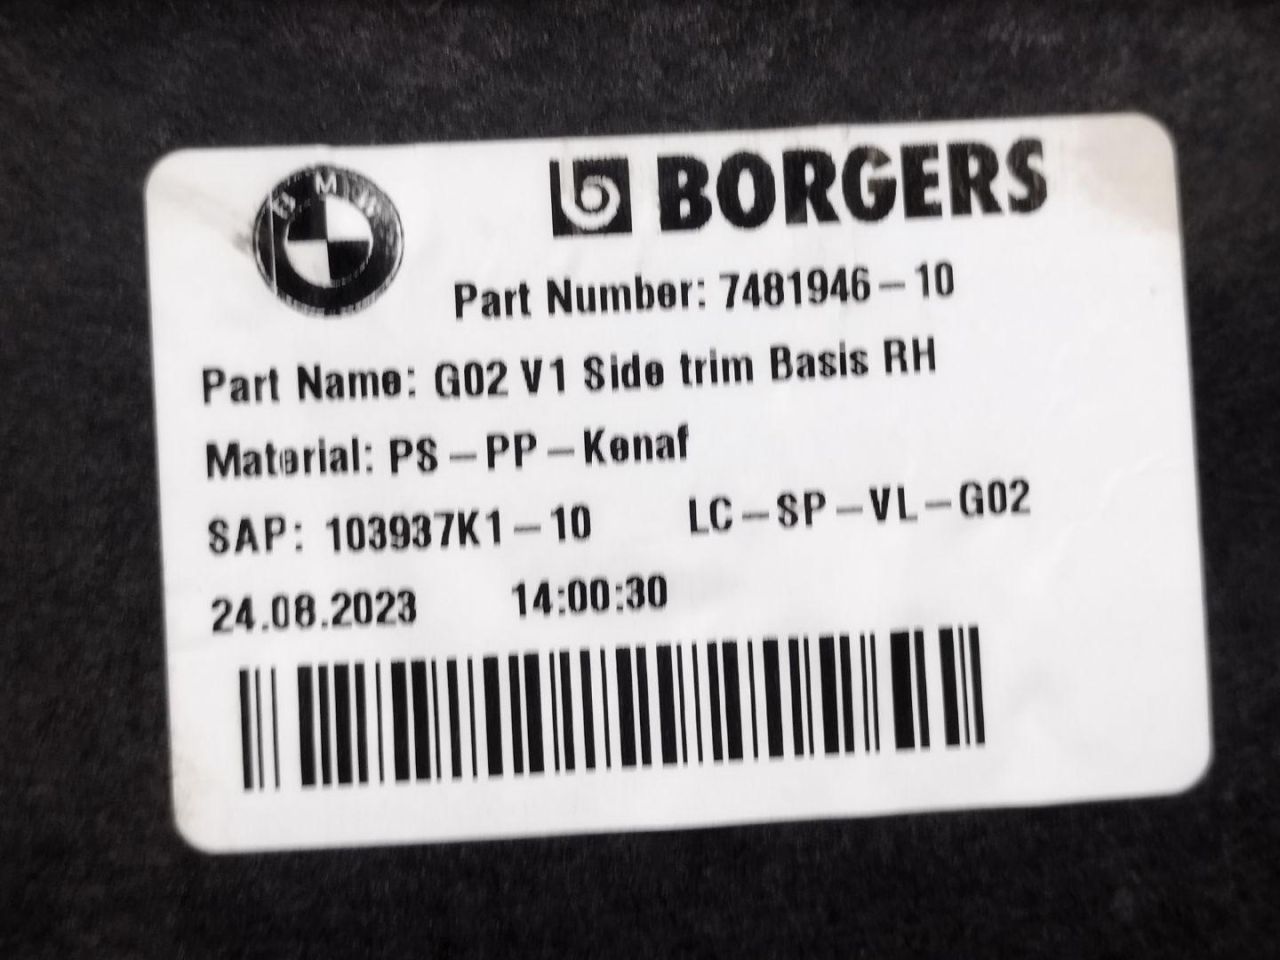 BMW
BORGERS
Part Number: 7481946-10
Part Name: G02 V1 Side trim Basis RH
Material: PS-PP-Kenaf
SAP: 103937K1-10 LC-SP-VL-G02
24.08.2023 14:00:30